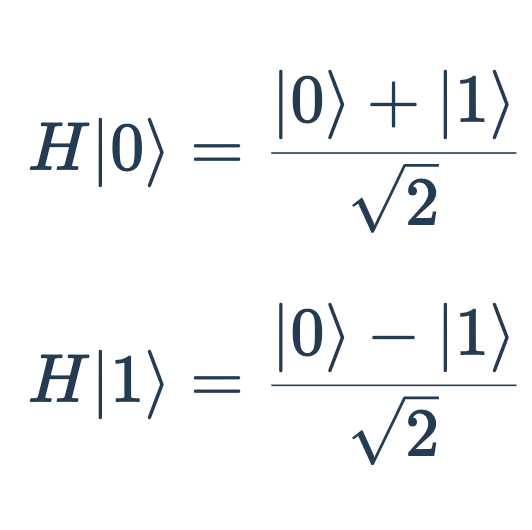 H|0⟩ = (|0⟩ + |1⟩) / √2
H|1⟩ = (|0⟩ − |1⟩) / √2